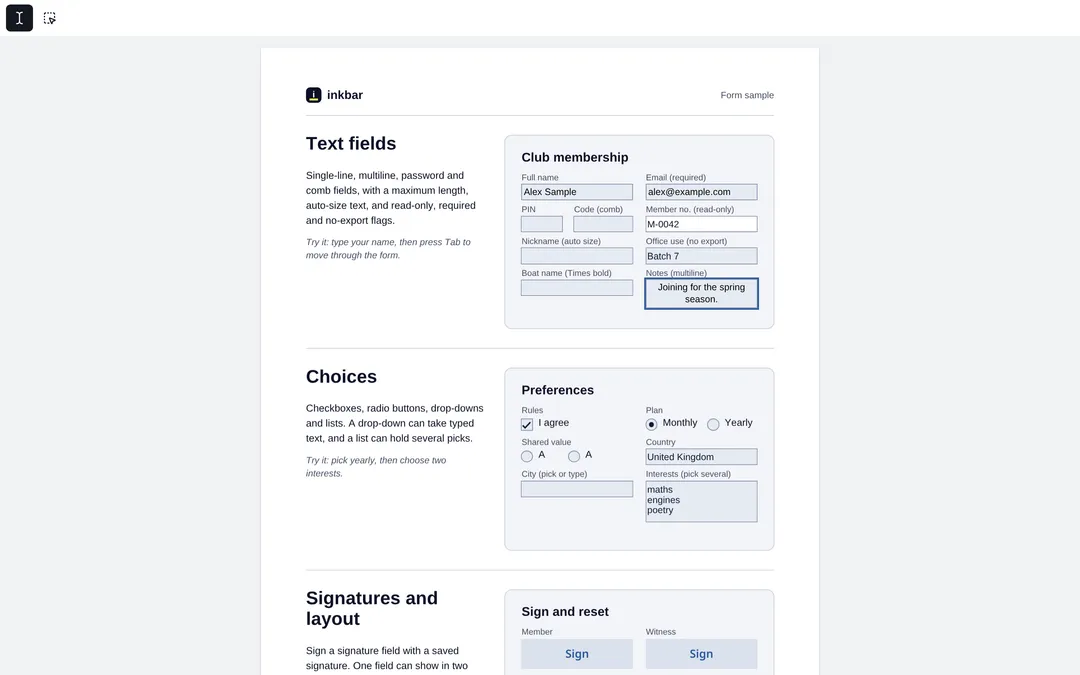 i inkbar
Form sample
Text fields
Single-line, multiline, password and
comb fields, with a maximum length,
auto-size text, and read-only, required
and no-export flags.
Try it: type your name, then press Tab to
move through the form.
Club membership
Full name
Alex Sample
Email (required)
alex@example.com
PIN
Code (comb)
Member no. (read-only)
M-0042
Nickname (auto size)
Office use (no export)
Batch 7
Boat name (Times bold)
Notes (multiline)
Joining for the spring
season.
Choices
Checkboxes, radio buttons, drop-downs
and lists. A drop-down can take typed
text, and a list can hold several picks.
Try it: pick yearly, then choose two
interests.
Preferences
Rules
I agree
Plan
Monthly
Yearly
Shared value
A
A
Country
United Kingdom
City (pick or type)
Interests (pick several)
maths
engines
poetry
Signatures and
layout
Sign a signature field with a saved
signature. One field can show in two
Sign and reset
Member
Sign
Witness
Sign